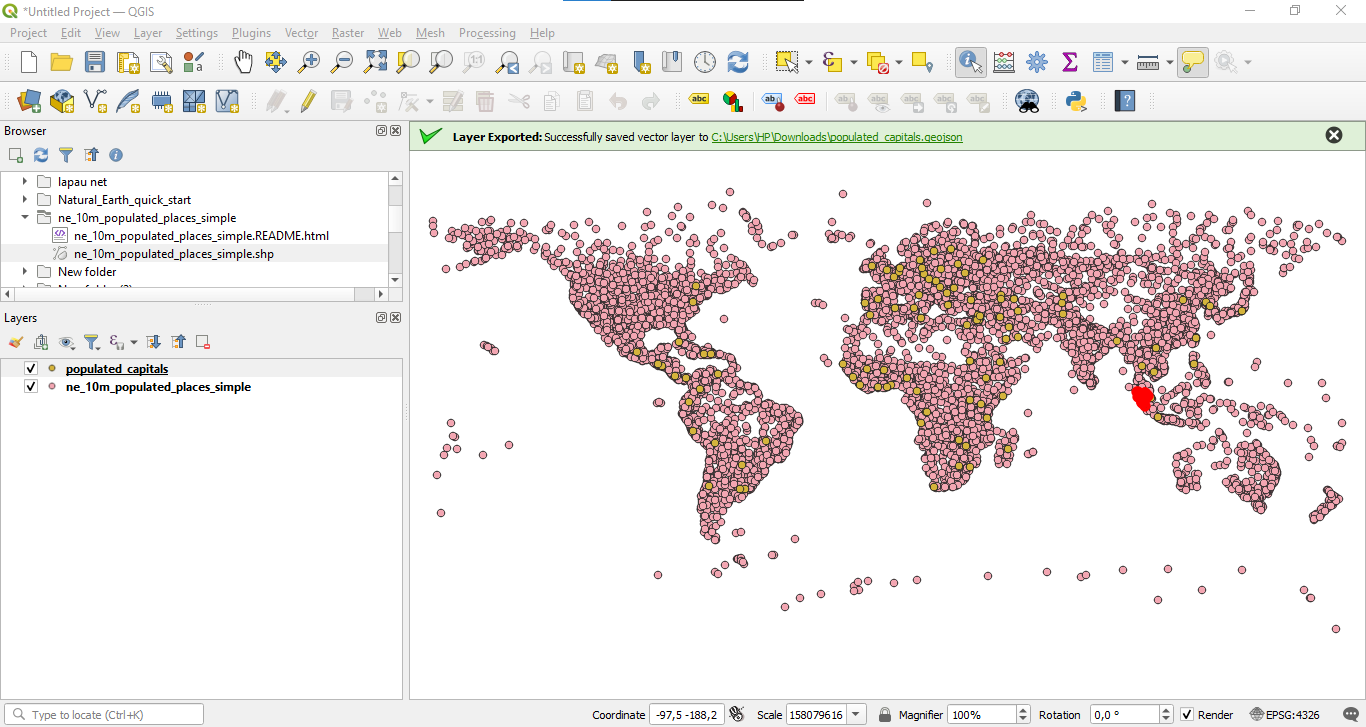 *Untitled Project — QGIS
Project Edit View Layer Settings Plugins Vector Raster Web Mesh Processing Help
Browser
lapau net
Natural_Earth_quick_start
ne_10m_populated_places_simple
ne_10m_populated_places_simple.README.html
ne_10m_populated_places_simple.shp
New folder
Layers
populated_capitals
ne_10m_populated_places_simple
Layer Exported: Successfully saved vector layer to C:\Users\HP\Downloads\populated_capitals.geojson
abc abc abc
Type to locate (Ctrl+K)
Coordinate -97,5 -188,2 Scale 158079616 Magnifier 100% Rotation 0,0 ° Render EPSG:4326